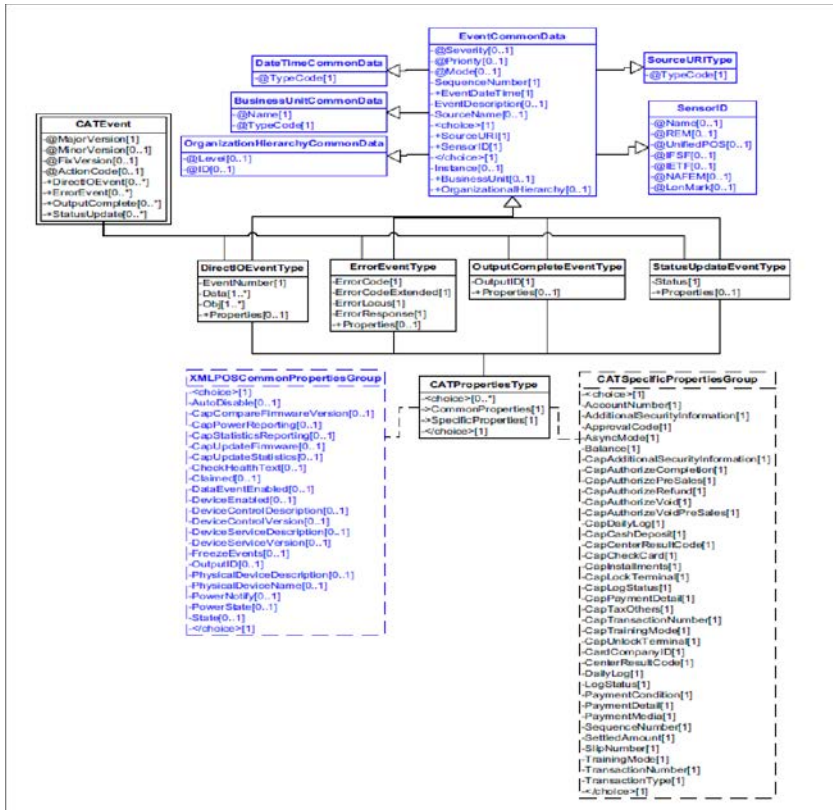 EventCommonData
-@Severity[0..1]
-@Priority[0..1]
-@Mode[0..1]
-SequenceNumber[1]
-+EventDateTime[1]
-EventDescription[0..1]
-SourceName[0..1]
-<choice>[1]
-+SourceURI[1]
-+SensorID[1]
-</choice>[1]
-Instance[0..1]
-+BusinessUnit[0..1]
-+OrganizationalHierarchy[0..1]
DateTimeCommonData
-@TypeCode[1]
BusinessUnitCommonData
-@Name[1]
-@TypeCode[1]
OrganizationHierarchyCommonData
-@Level[0..1]
-@ID[0..1]
SourceURIType
-@TypeCode[1]
SensorID
-@Name[0..1]
-@REM[0..1]
-@UnifiedPOS[0..1]
-@IFSF[0..1]
-@IETF[0..1]
-@NAFEM[0..1]
-@LonMark[0..1]
CATEvent
-@MajorVersion[1]
-@MinorVersion[0..1]
-@FixVersion[0..1]
-@ActionCode[0..1]
-+DirectIOEvent[0..*]
-+ErrorEvent[0..*]
-+OutputComplete[0..*]
-+StatusUpdate[0..*]
DirectIOEventType
-EventNumber[1]
-Data[1..*]
-Obj[1..*]
-+Properties[0..1]
ErrorEventType
-ErrorCode[1]
-ErrorCodeExtended[1]
-ErrorLocus[1]
-ErrorResponse[1]
-+Properties[0..1]
OutputCompleteEventType
-OutputID[1]
-+Properties[0..1]
StatusUpdateEventType
-Status[1]
-+Properties[0..1]
XMLPOSCommonPropertiesGroup
-<choice>[1]
-AutoDisable[0..1]
-CapCompareFirmwareVersion[0..1]
-CapPowerReporting[0..1]
-CapStatisticsReporting[0..1]
-CapUpdateFirmware[0..1]
-CapUpdateStatistics[0..1]
-CheckHealthText[0..1]
-Claimed[0..1]
-DataEventEnabled[0..1]
-DeviceEnabled[0..1]
-DeviceControlDescription[0..1]
-DeviceControlVersion[0..1]
-DeviceServiceDescription[0..1]
-DeviceServiceVersion[0..1]
-FreezeEvents[0..1]
-OutputID[0..1]
-PhysicalDeviceDescription[0..1]
-PhysicalDeviceName[0..1]
-PowerNotify[0..1]
-PowerState[0..1]
-State[0..1]
-</choice>[1]
CATPropertiesType
-<choice>[0..*]
->CommonProperties[1]
->SpecificProperties[1]
-</choice>[1]
CATSpecificPropertiesGroup
-<choice>[1]
-AccountNumber[1]
-AdditionalSecurityInformation[1]
-ApprovalCode[1]
-AsyncMode[1]
-Balance[1]
-CapAdditionalSecurityInformation[1]
-CapAuthorizeCompletion[1]
-CapAuthorizePreSales[1]
-CapAuthorizeRefund[1]
-CapAuthorizeVoid[1]
-CapAuthorizeVoidPreSales[1]
-CapDailyLog[1]
-CapCashDeposit[1]
-CapCenterResultCode[1]
-CapCheckCard[1]
-CapInstallments[1]
-CapLockTerminal[1]
-CapLogStatus[1]
-CapPaymentDetail[1]
-CapTaxOthers[1]
-CapTransactionNumber[1]
-CapTrainingMode[1]
-CapUnlockTerminal[1]
-CardCompanyID[1]
-CenterResultCode[1]
-DailyLog[1]
-LogStatus[1]
-PaymentCondition[1]
-PaymentDetail[1]
-PaymentMedia[1]
-SequenceNumber[1]
-SettledAmount[1]
-SlipNumber[1]
-TrainingMode[1]
-TransactionNumber[1]
-TransactionType[1]
-</choice>[1]